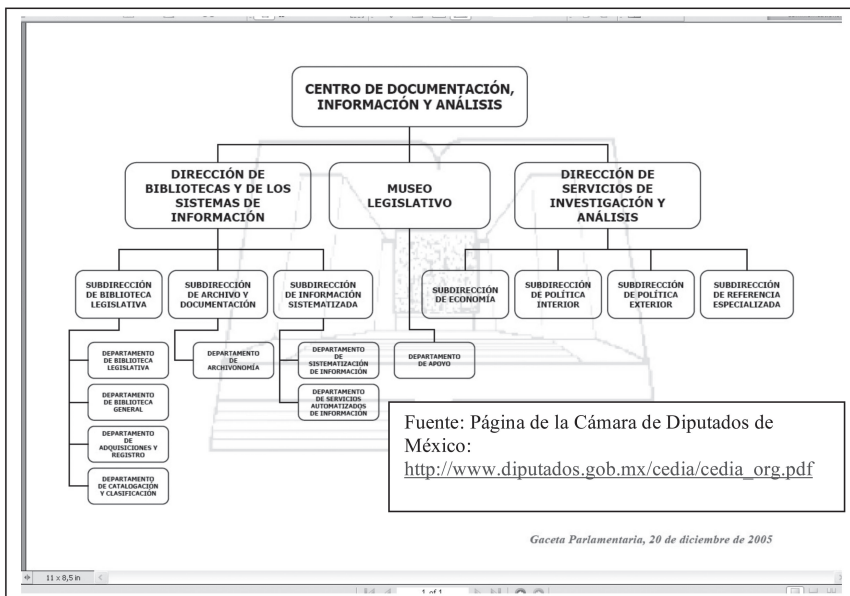 CENTRO DE DOCUMENTACIÓN,
INFORMACIÓN Y ANÁLISIS
DIRECCIÓN DE
BIBLIOTECAS Y DE LOS
SISTEMAS DE
INFORMACIÓN
MUSEO
LEGISLATIVO
DIRECCIÓN DE
SERVICIOS DE
INVESTIGACIÓN Y
ANÁLISIS
SUBDIRECCIÓN
DE BIBLIOTECA
LEGISLATIVA
SUBDIRECCIÓN
DE ARCHIVO Y
DOCUMENTACIÓN
SUBDIRECCIÓN
DE INFORMACIÓN
SISTEMATIZADA
SUBDIRECCIÓN
DE ECONOMÍA
SUBDIRECCIÓN
DE POLÍTICA
INTERIOR
SUBDIRECCIÓN
DE POLÍTICA
EXTERIOR
SUBDIRECCIÓN
DE REFERENCIA
ESPECIALIZADA
DEPARTAMENTO
DE BIBLIOTECA
LEGISLATIVA
DEPARTAMENTO
DE
ARCHIVONOMÍA
DEPARTAMENTO
DE
SISTEMATIZACIÓN
DE INFORMACIÓN
DEPARTAMENTO
DE APOYO
DEPARTAMENTO
DE BIBLIOTECA
GENERAL
DEPARTAMENTO
DE SERVICIOS
AUTOMATIZADOS
DE INFORMACIÓN
DEPARTAMENTO
DE
ADQUISICIONES Y
REGISTRO
DEPARTAMENTO
DE CATALOGACIÓN
Y CLASIFICACIÓN
Fuente: Página de la Cámara de Diputados de
México:
http://www.diputados.gob.mx/cedia/cedia_org.pdf
Gaceta Parlamentaria, 20 de diciembre de 2005
11 x 8,5 in
1 of 1